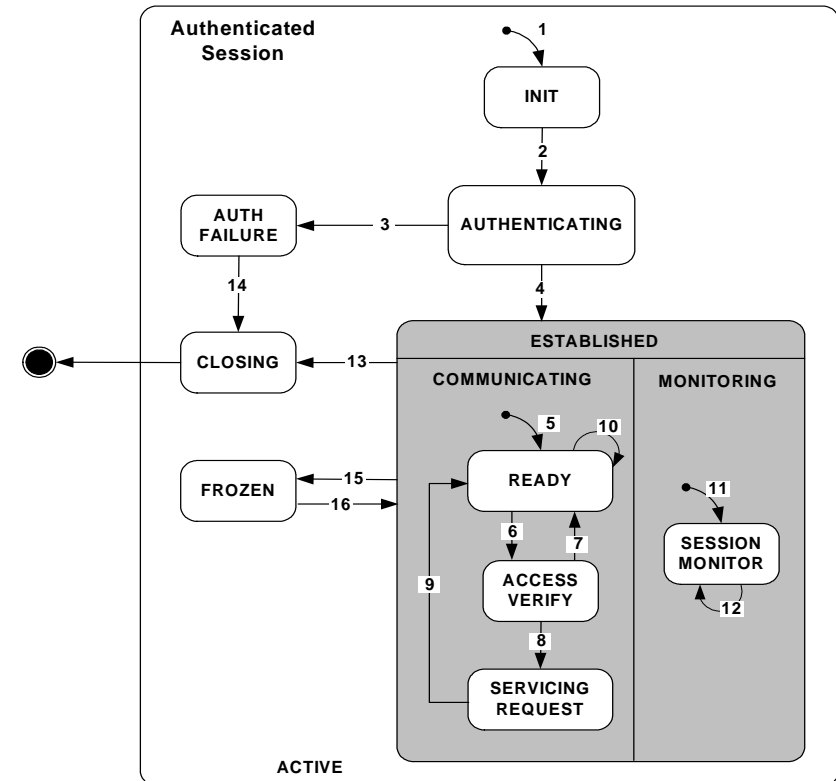 Authenticated
Session
1
INIT
2
AUTH
FAILURE
3
AUTHENTICATING
14
4
ESTABLISHED
CLOSING
13
COMMUNICATING
MONITORING
5
10
READY
FROZEN
15
16
11
6
7
SESSION
MONITOR
ACCESS
VERIFY
9
12
8
SERVICING
REQUEST
ACTIVE